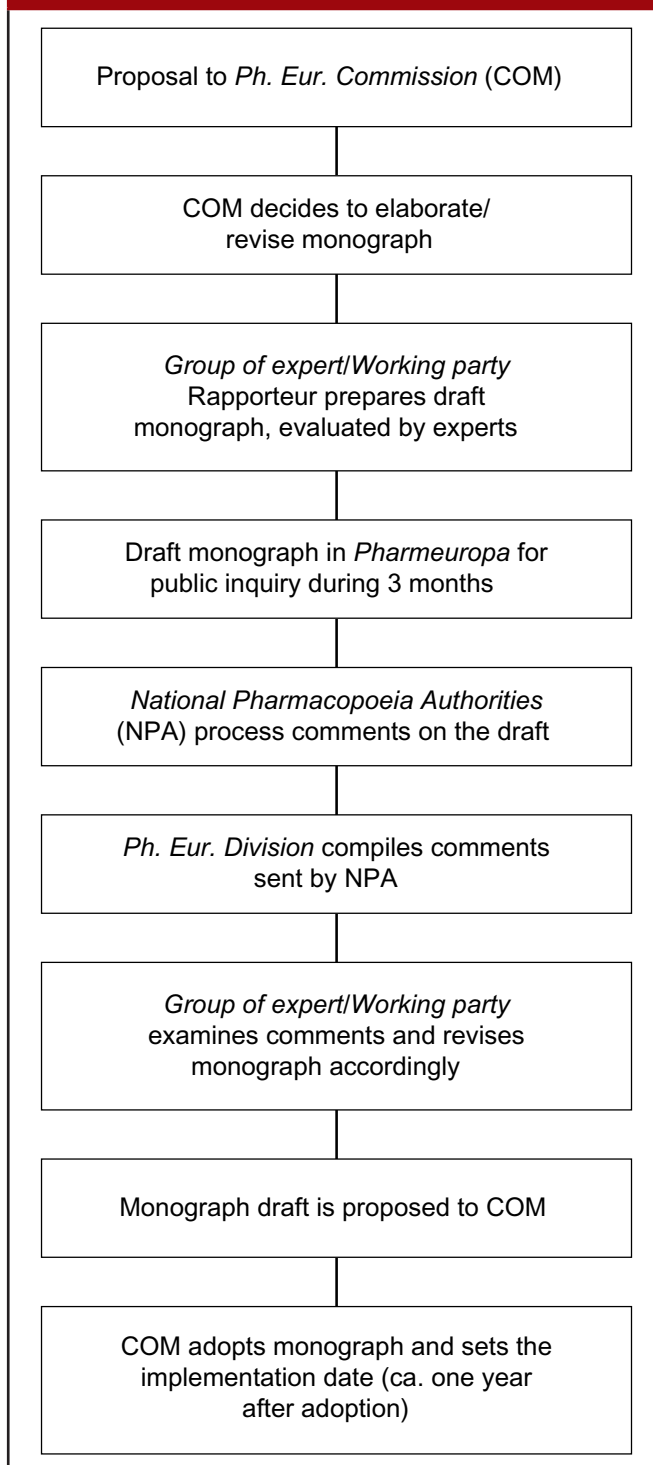 Proposal to Ph. Eur. Commission (COM)
COM decides to elaborate/
revise monograph
Group of expert/Working party
Rapporteur prepares draft
monograph, evaluated by experts
Draft monograph in Pharmeuropa for
public inquiry during 3 months
National Pharmacopoeia Authorities
(NPA) process comments on the draft
Ph. Eur. Division compiles comments
sent by NPA
Group of expert/Working party
examines comments and revises
monograph accordingly
Monograph draft is proposed to COM
COM adopts monograph and sets the
implementation date (ca. one year
after adoption)